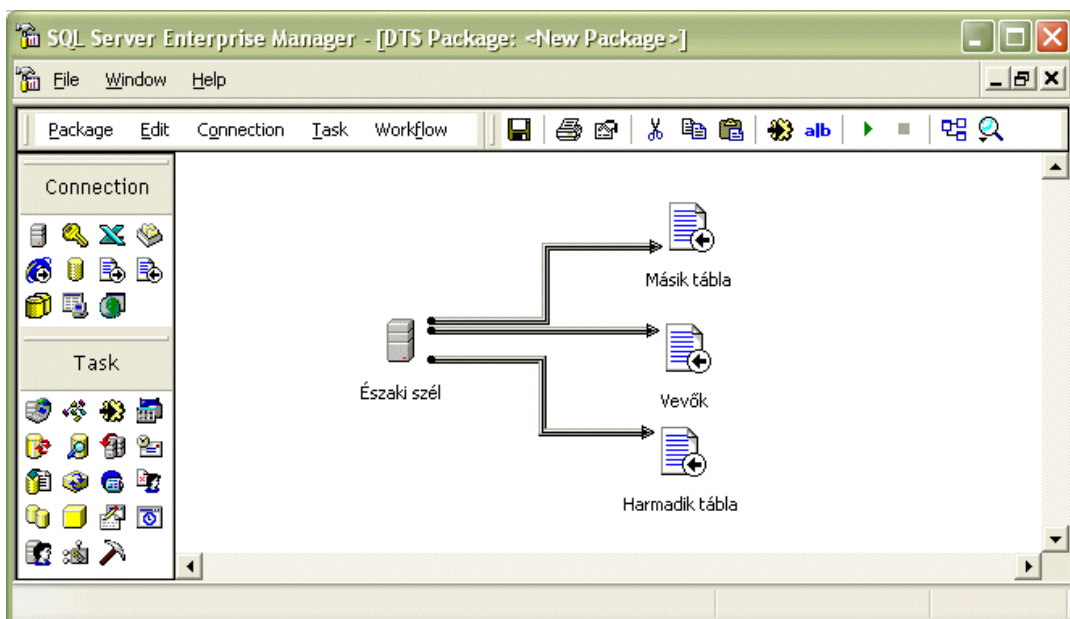 SQL Server Enterprise Manager - [DTS Package: <New Package>]
File Window Help
Package Edit Connection Task Workflow a|b
Connection
Task
Másik tábla
Északi szél
Vevők
Harmadik tábla